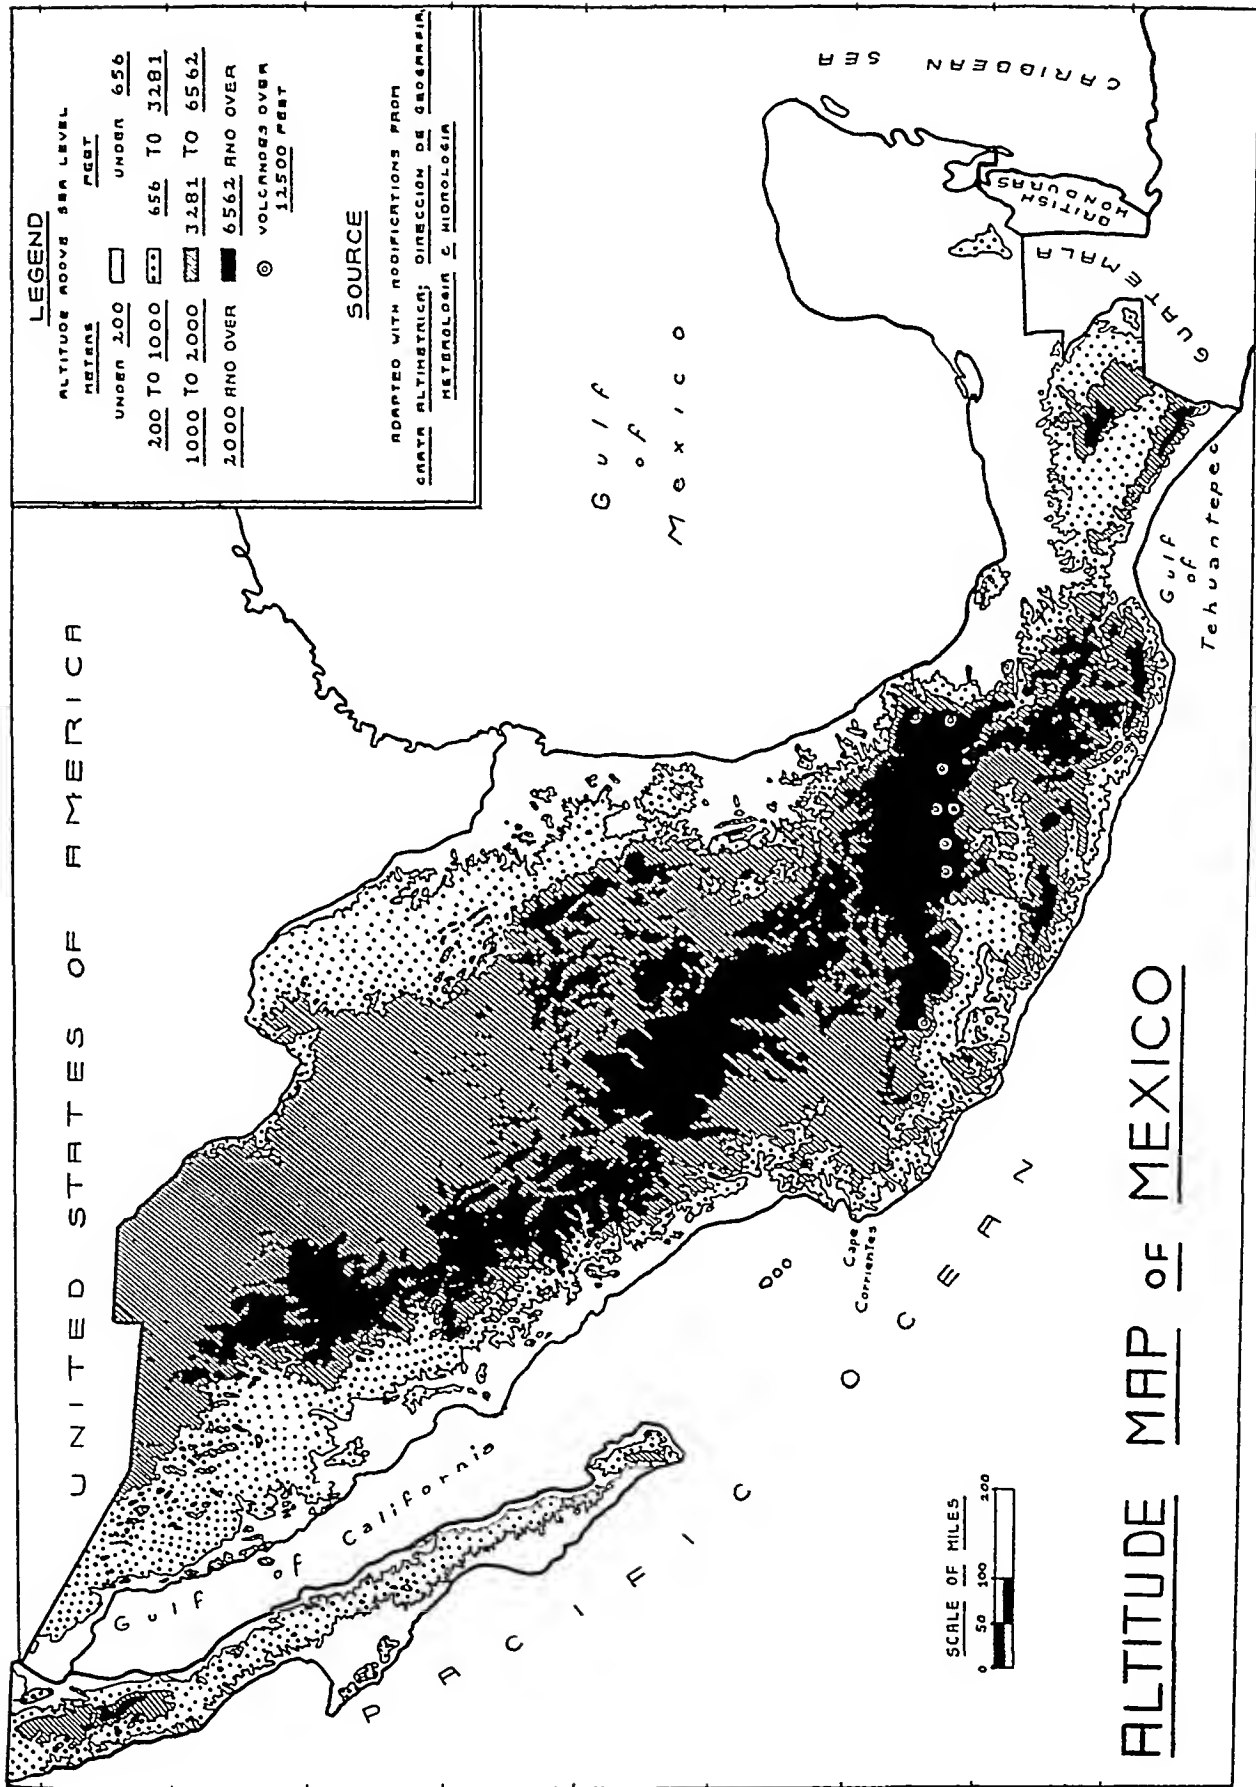 LEGEND
ALTITUDE ABOVE SEA LEVEL
METERS FEET
UNDER 200 UNDER 656
200 TO 1000 656 TO 3281
1000 TO 2000 3281 TO 6562
2000 AND OVER 6562 AND OVER
VOLCANOES OVER
12500 FEET
SOURCE
ADAPTED WITH MODIFICATIONS FROM
CARTA ALTIMETRICA; DIRECCION DE GEOGRAFIA,
METEROLOGIA E HIDROLOGIA
UNITED STATES OF AMERICA
Gulf
of
Mexico
CARIBBEAN SEA
BRITISH
HONDURAS
GUATEMALA
Gulf
of
Tehuantepec
Gulf of California
Cape
Corrientes
PACIFIC OCEAN
SCALE OF MILES
0 50 100 200
ALTITUDE MAP OF MEXICO